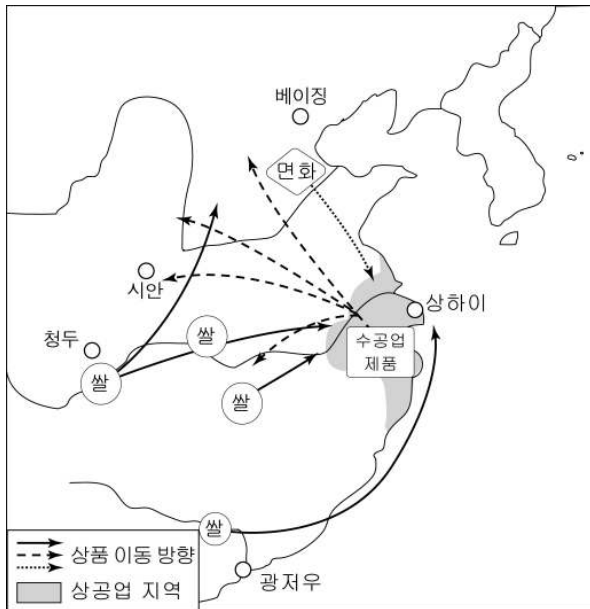 베이징
면화
시안
상하이
청두
쌀
수공업
제품
쌀
쌀
쌀
상품 이동 방향
상공업 지역
광저우